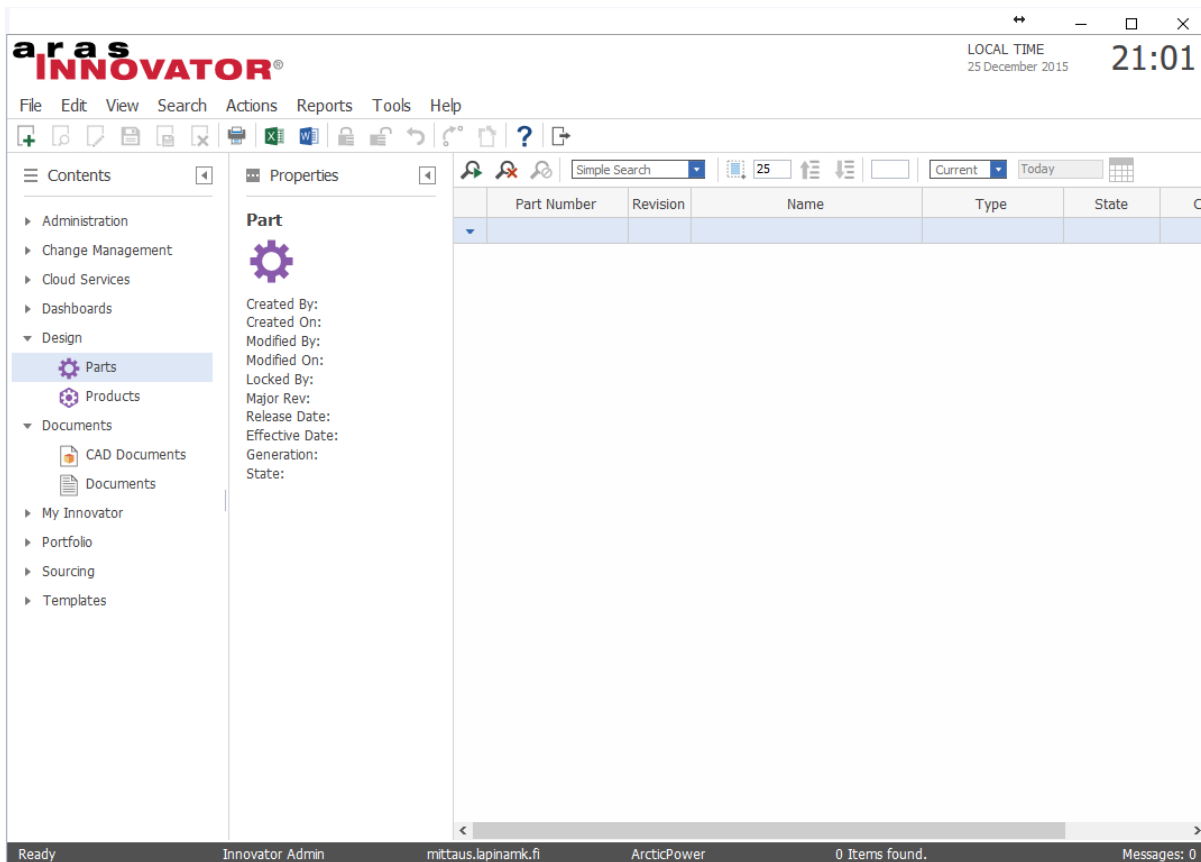 aras
INNOVATOR®
LOCAL TIME
25 December 2015
21:01
File Edit View Search Actions Reports Tools Help
Contents
Administration
Change Management
Cloud Services
Dashboards
Design
Parts
Products
Documents
CAD Documents
Documents
My Innovator
Portfolio
Sourcing
Templates
Properties
Part
Created By:
Created On:
Modified By:
Modified On:
Locked By:
Major Rev:
Release Date:
Effective Date:
Generation:
State:
Simple Search 25 Current Today
Part Number Revision Name Type State C
Ready Innovator Admin mittaus.lapinamk.fi ArcticPower 0 Items found. Messages: 0